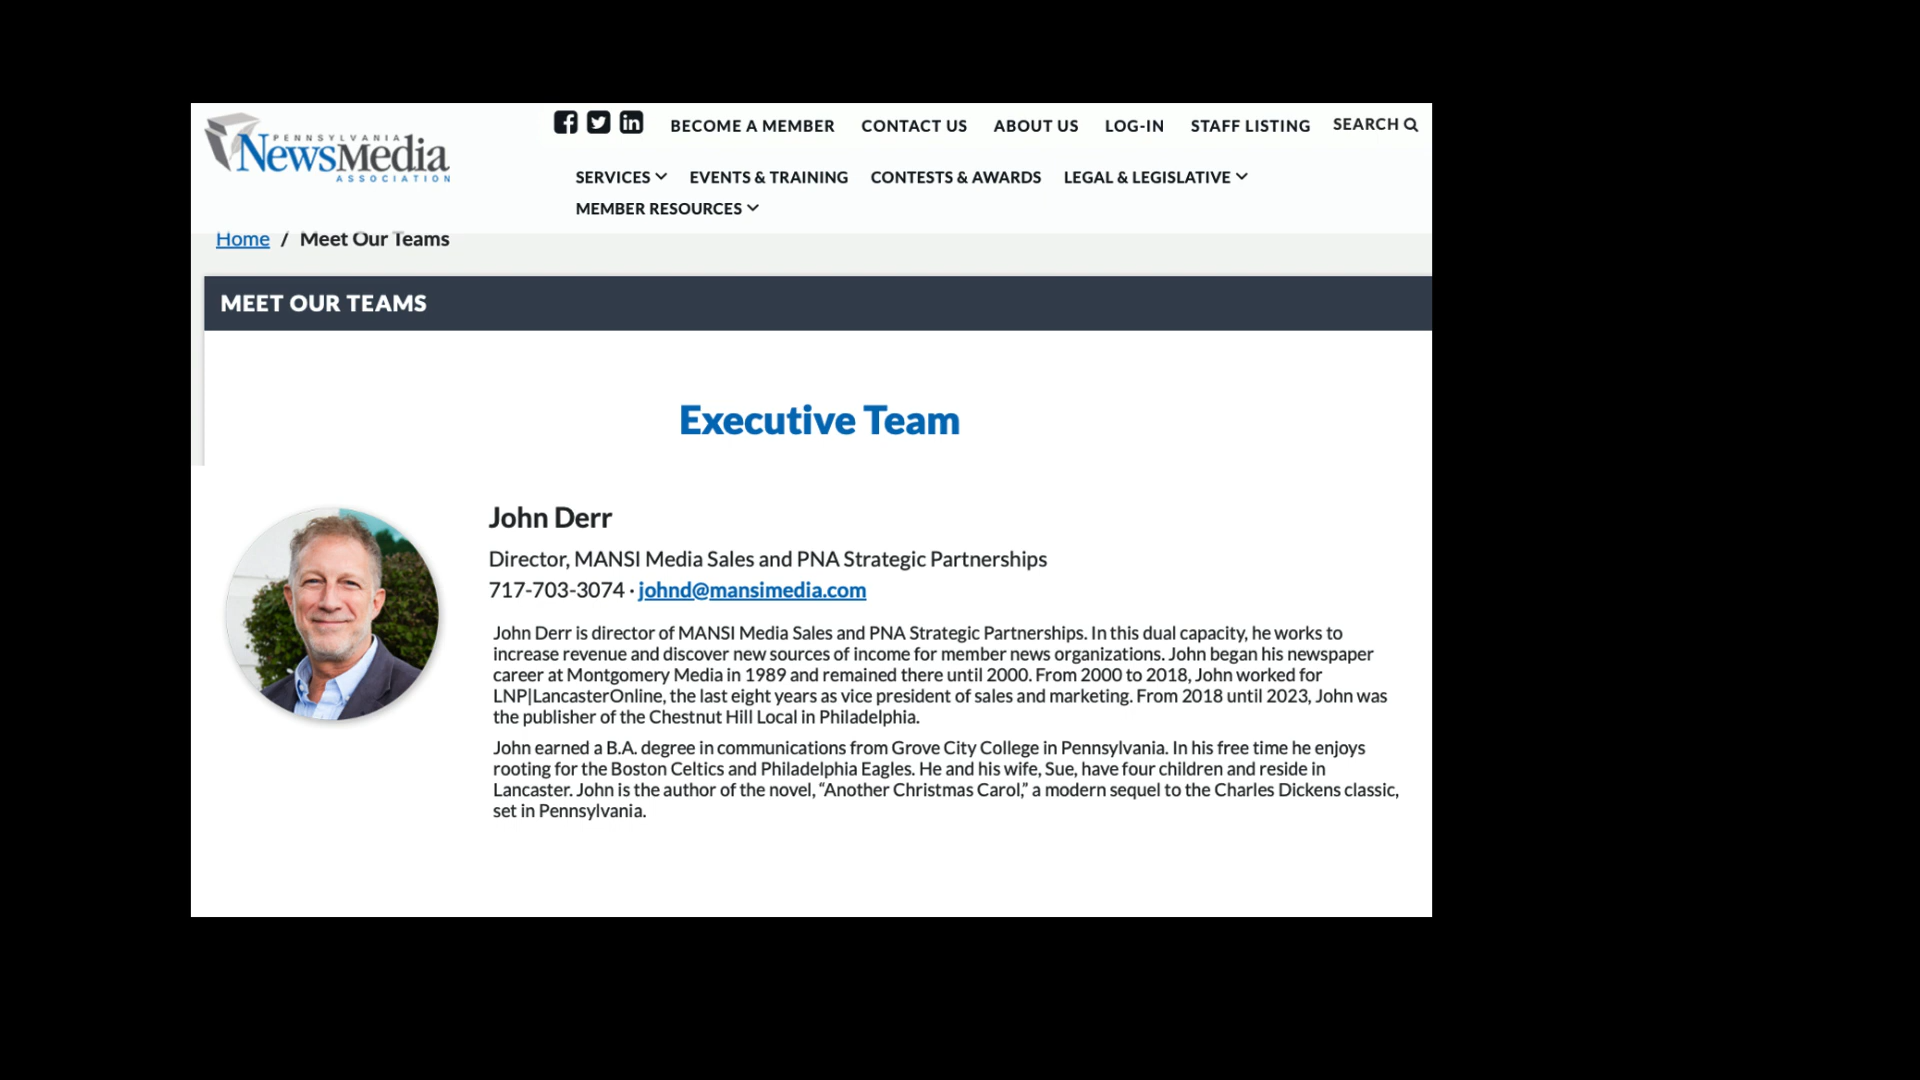 PENNSYLVANIA
NewsMedia
ASSOCIATION
BECOME A MEMBER CONTACT US ABOUT US LOG-IN STAFF LISTING SEARCH
SERVICES EVENTS & TRAINING CONTESTS & AWARDS LEGAL & LEGISLATIVE
MEMBER RESOURCES
Home / Meet Our Teams
MEET OUR TEAMS
Executive Team
John Derr
Director, MANSI Media Sales and PNA Strategic Partnerships
717-703-3074 · johnd@mansimedia.com
John Derr is director of MANSI Media Sales and PNA Strategic Partnerships. In this dual capacity, he works to
increase revenue and discover new sources of income for member news organizations. John began his newspaper
career at Montgomery Media in 1989 and remained there until 2000. From 2000 to 2018, John worked for
LNP|LancasterOnline, the last eight years as vice president of sales and marketing. From 2018 until 2023, John was
the publisher of the Chestnut Hill Local in Philadelphia.
John earned a B.A. degree in communications from Grove City College in Pennsylvania. In his free time he enjoys
rooting for the Boston Celtics and Philadelphia Eagles. He and his wife, Sue, have four children and reside in
Lancaster. John is the author of the novel, “Another Christmas Carol,” a modern sequel to the Charles Dickens classic,
set in Pennsylvania.